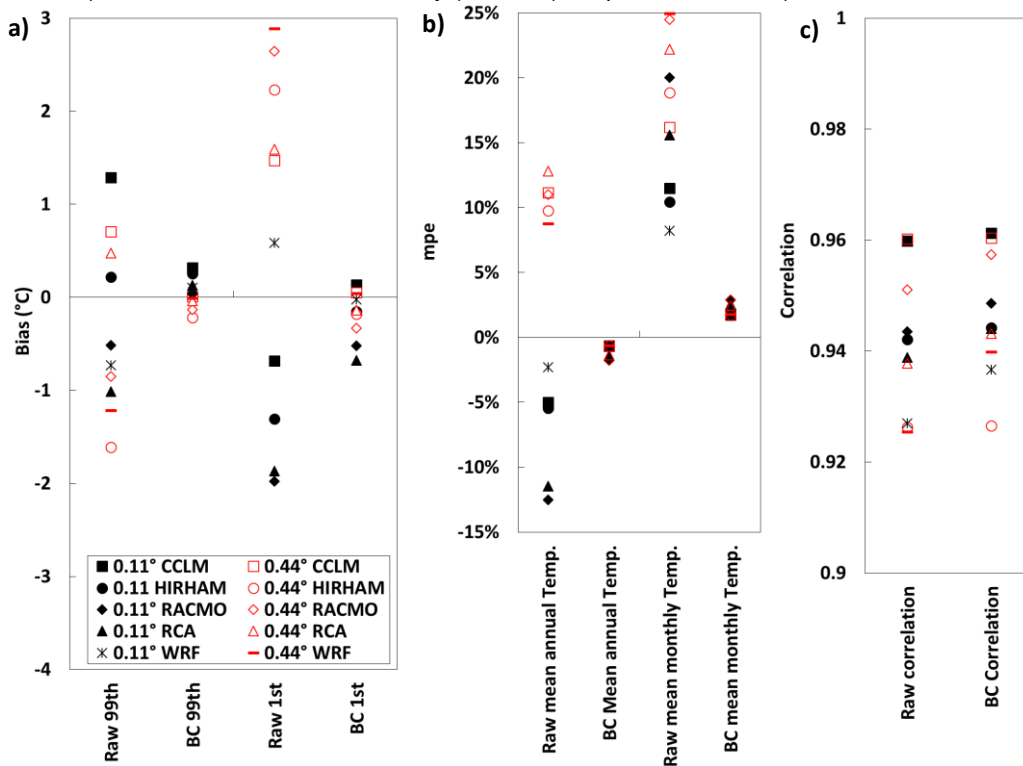 a)
3
2
1
0
-1
-2
-3
-4
Bias (°C)
0.11° CCLM
0.44° CCLM
0.11 HIRHAM
0.44° HIRHAM
0.11° RACMO
0.44° RACMO
0.11° RCA
0.44° RCA
0.11° WRF
0.44° WRF
Raw 99th
BC 99th
Raw 1st
BC 1st
b)
25%
20%
15%
10%
5%
0%
-5%
-10%
-15%
mpe
Raw mean annual Temp.
BC Mean annual Temp.
Raw mean monthly Temp.
BC mean monthly Temp.
c)
1
0.98
0.96
0.94
0.92
0.9
Correlation
Raw correlation
BC Correlation